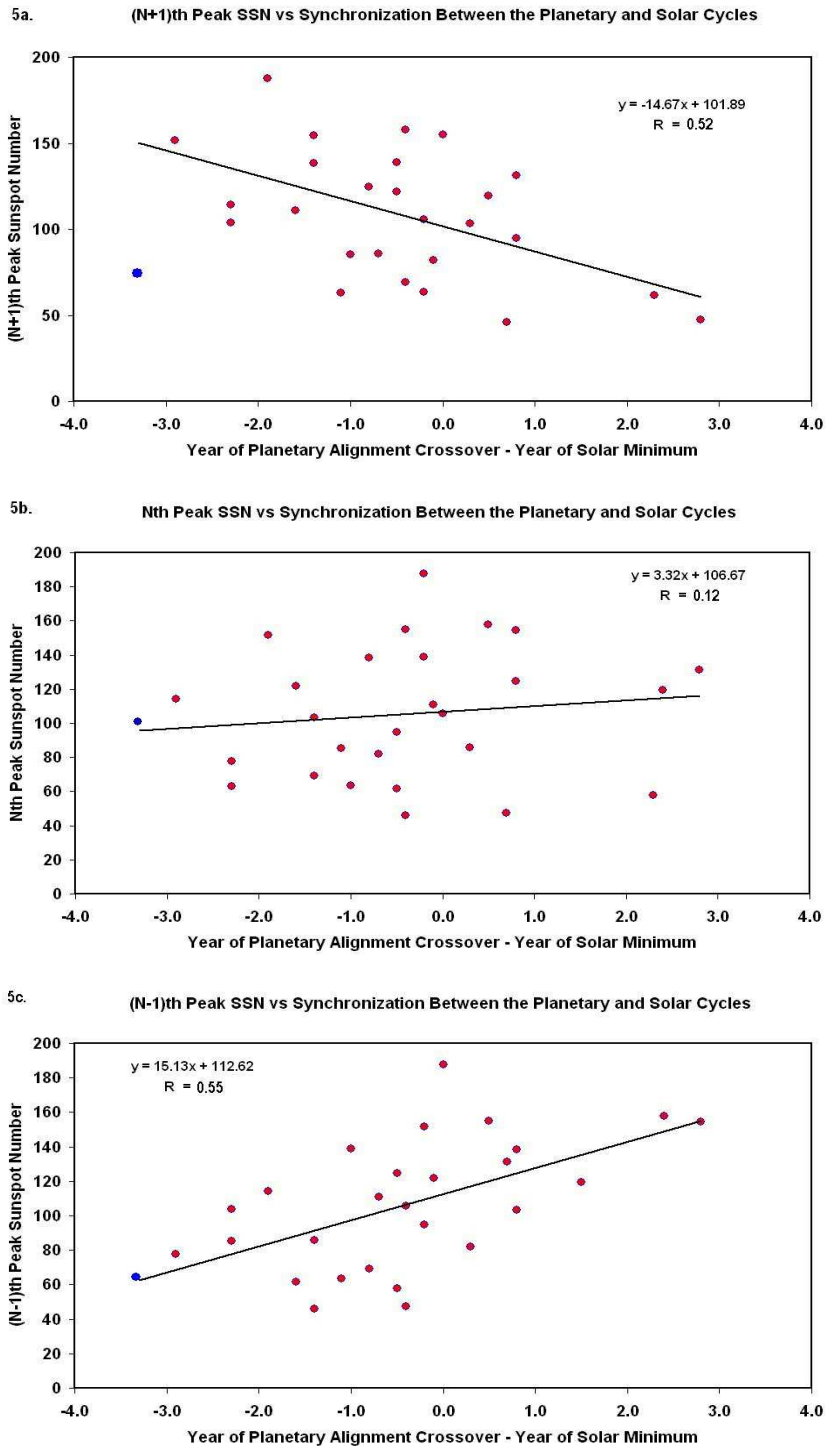 5a.
(N+1)th Peak SSN vs Synchronization Between the Planetary and Solar Cycles
y = -14.67x + 101.89
R = 0.52
(N+1)th Peak Sunspot Number
200
150
100
50
0
-4.0 -3.0 -2.0 -1.0 0.0 1.0 2.0 3.0 4.0
Year of Planetary Alignment Crossover - Year of Solar Minimum
5b.
Nth Peak SSN vs Synchronization Between the Planetary and Solar Cycles
y = 3.32x + 106.67
R = 0.12
Nth Peak Sunspot Number
200
180
160
140
120
100
80
60
40
20
0
-4.0 -3.0 -2.0 -1.0 0.0 1.0 2.0 3.0 4.0
Year of Planetary Alignment Crossover - Year of Solar Minimum
5c.
(N-1)th Peak SSN vs Synchronization Between the Planetary and Solar Cycles
y = 15.13x + 112.62
R = 0.55
(N-1)th Peak Sunspot Number
200
180
160
140
120
100
80
60
40
20
0
-4.0 -3.0 -2.0 -1.0 0.0 1.0 2.0 3.0 4.0
Year of Planetary Alignment Crossover - Year of Solar Minimum